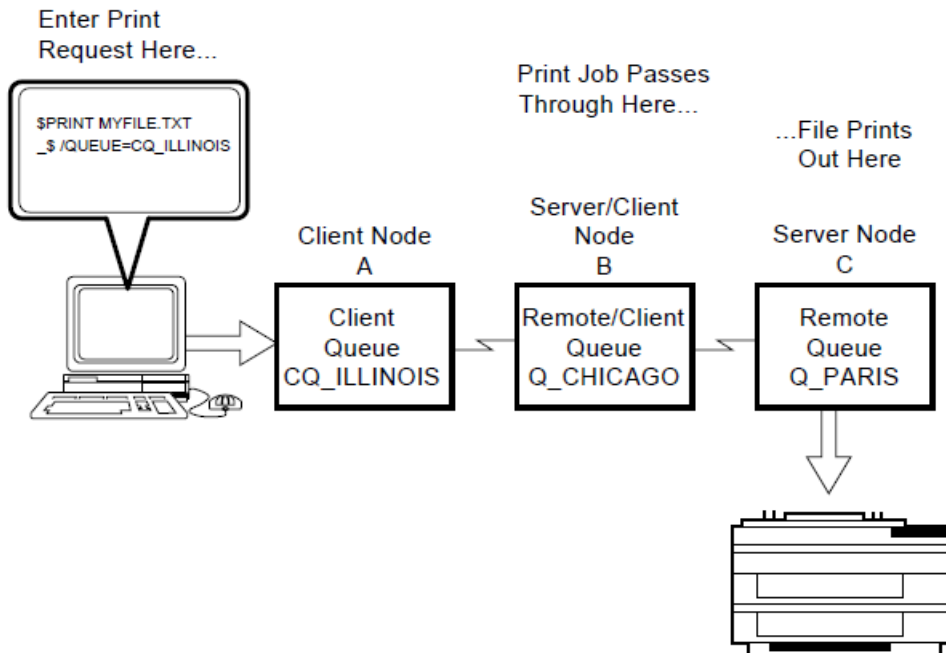 Enter Print
Request Here...
$PRINT MYFILE.TXT
_$ /QUEUE=CQ_ILLINOIS
Print Job Passes
Through Here...
...File Prints
Out Here
Client Node
A
Server/Client
Node
B
Server Node
C
Client
Queue
CQ_ILLINOIS
Remote/Client
Queue
Q_CHICAGO
Remote
Queue
Q_PARIS